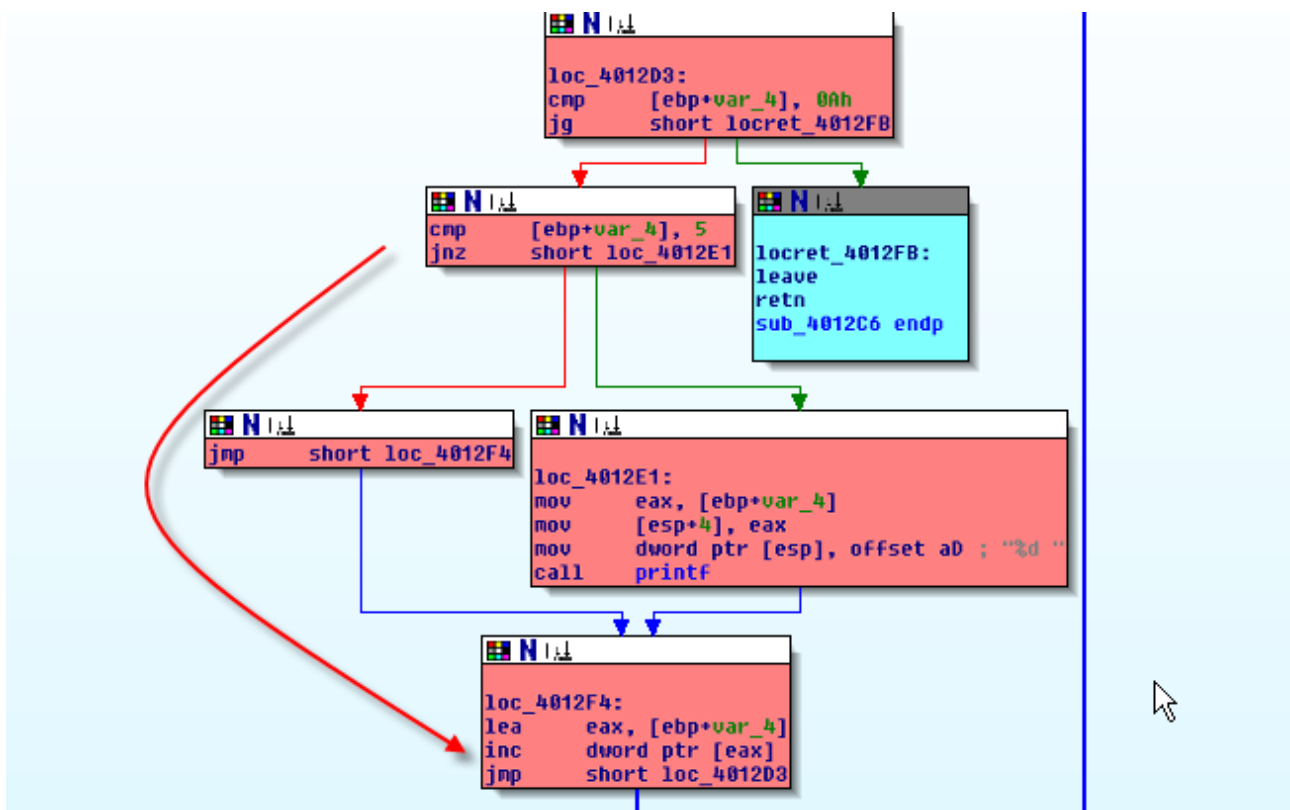 loc_4012D3:
cmp [ebp+var_4], 0Ah
jg short locret_4012FB
cmp [ebp+var_4], 5
jnz short loc_4012E1
locret_4012FB:
leave
retn
sub_4012C6 endp
jmp short loc_4012F4
loc_4012E1:
mov eax, [ebp+var_4]
mov [esp+4], eax
mov dword ptr [esp], offset aD ; "%d "
call printf
loc_4012F4:
lea eax, [ebp+var_4]
inc dword ptr [eax]
jmp short loc_4012D3